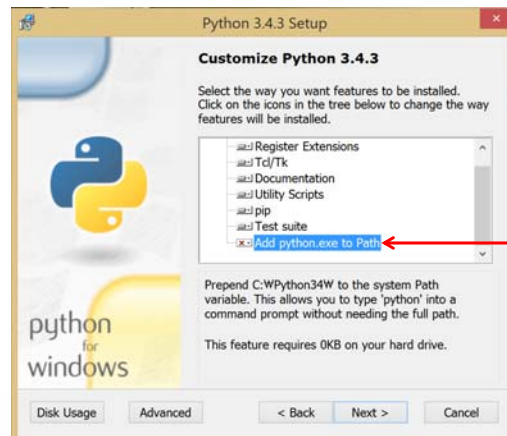 Python 3.4.3 Setup
Customize Python 3.4.3
Select the way you want features to be installed.
Click on the icons in the tree below to change the way
features will be installed.
Register Extensions
Tcl/Tk
Documentation
Utility Scripts
pip
Test suite
Add python.exe to Path
Prepend C:₩Python34₩ to the system Path
variable. This allows you to type 'python' into a
command prompt without needing the full path.
This feature requires 0KB on your hard drive.
python
for
windows
Disk Usage
Advanced
< Back
Next >
Cancel